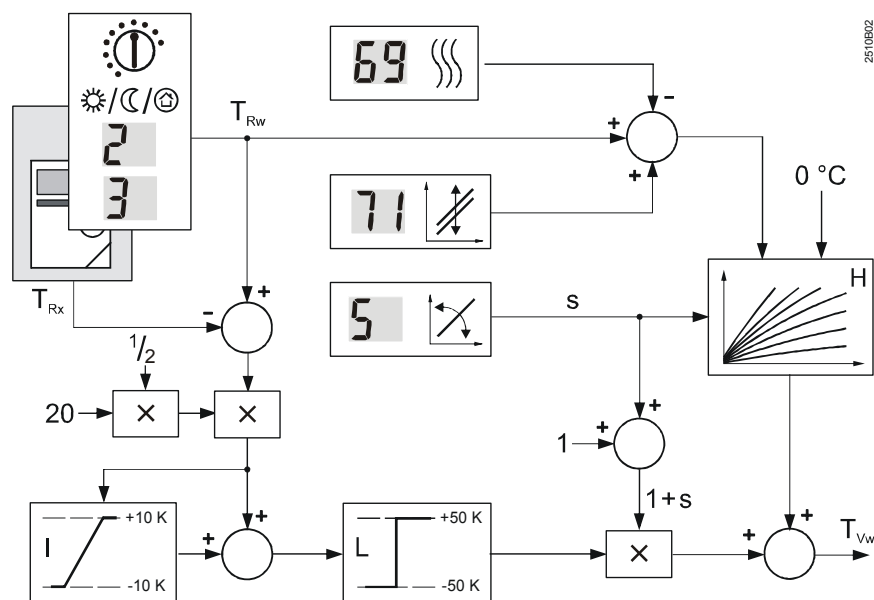 2510B02
69
2
3
T_Rw
+
-
+
71
0 °C
5
s
H
T_Rx
-
+
1/2
20
×
×
1
+
+
1+s
I
+10 K
-10 K
+
+
L
+50 K
-50 K
×
+
+
T_Vw